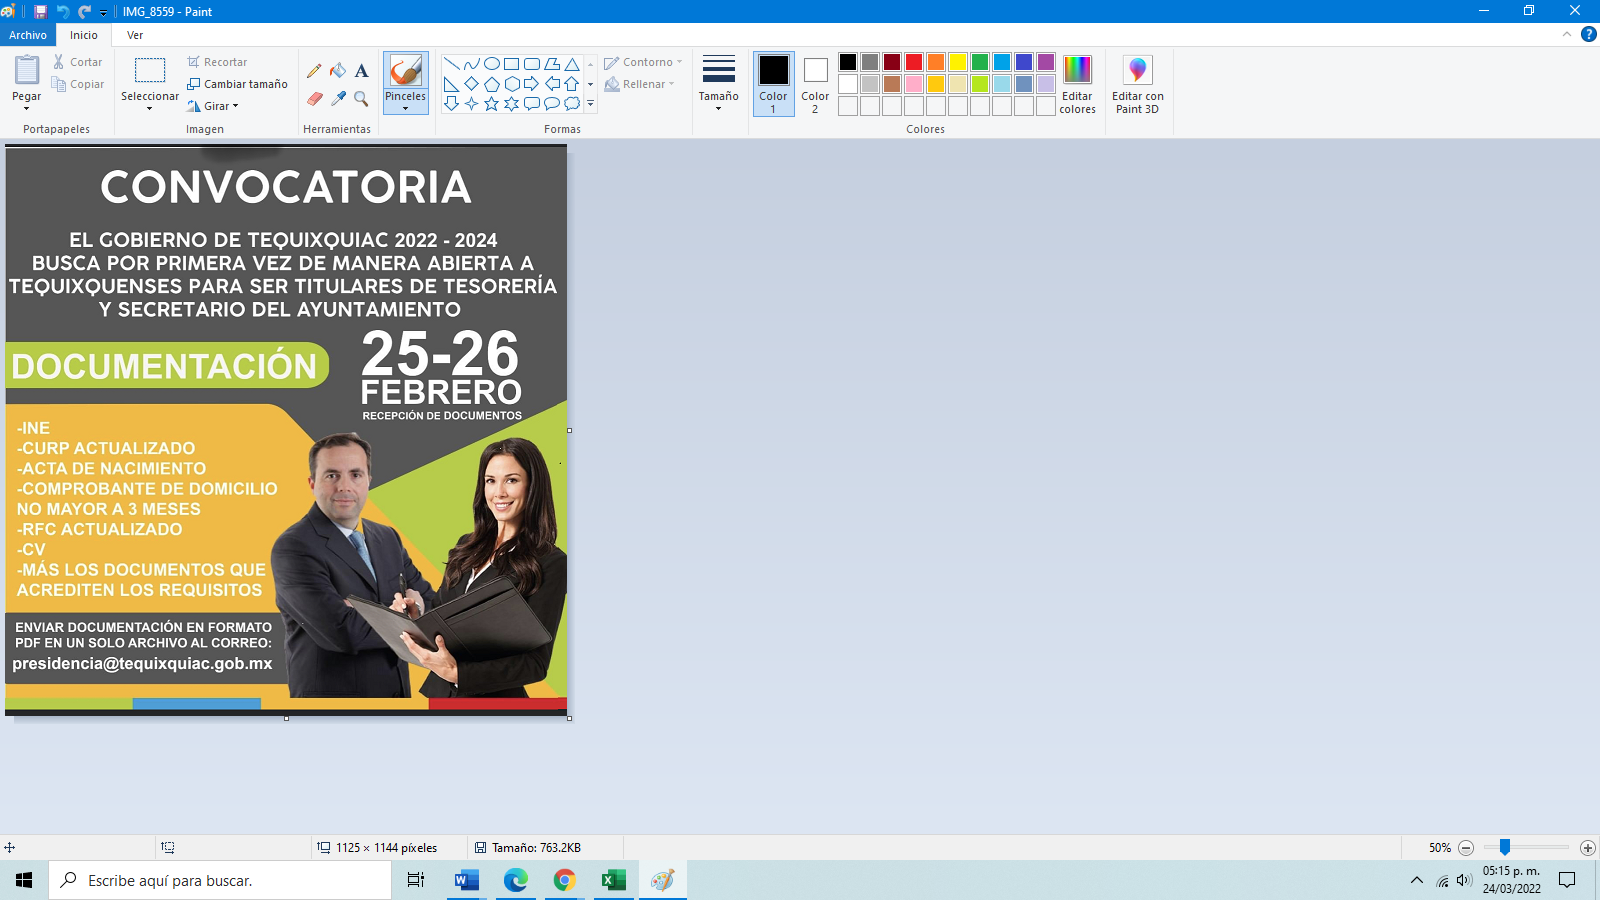 IMG_8559 - Paint
Archivo Inicio Ver
Pegar
Cortar
Copiar
Portapapeles
Seleccionar
Recortar
Cambiar tamaño
Girar
Imagen
A
Herramientas
Pinceles
Formas
Contorno
Rellenar
Tamaño
Color 1
Color 2
Colores
Editar colores
Editar con Paint 3D
CONVOCATORIA
EL GOBIERNO DE TEQUIXQUIAC 2022 - 2024
BUSCA POR PRIMERA VEZ DE MANERA ABIERTA A
TEQUIXQUENSES PARA SER TITULARES DE TESORERÍA
Y SECRETARIO DEL AYUNTAMIENTO
25-26
FEBRERO
RECEPCIÓN DE DOCUMENTOS
DOCUMENTACIÓN
-INE
-CURP ACTUALIZADO
-ACTA DE NACIMIENTO
-COMPROBANTE DE DOMICILIO
NO MAYOR A 3 MESES
-RFC ACTUALIZADO
-CV
-MÁS LOS DOCUMENTOS QUE
ACREDITEN LOS REQUISITOS
ENVIAR DOCUMENTACIÓN EN FORMATO
PDF EN UN SOLO ARCHIVO AL CORREO:
presidencia@tequixquiac.gob.mx
1125 × 1144 píxeles
Tamaño: 763.2KB
50%
Escribe aquí para buscar.
05:15 p. m.
24/03/2022